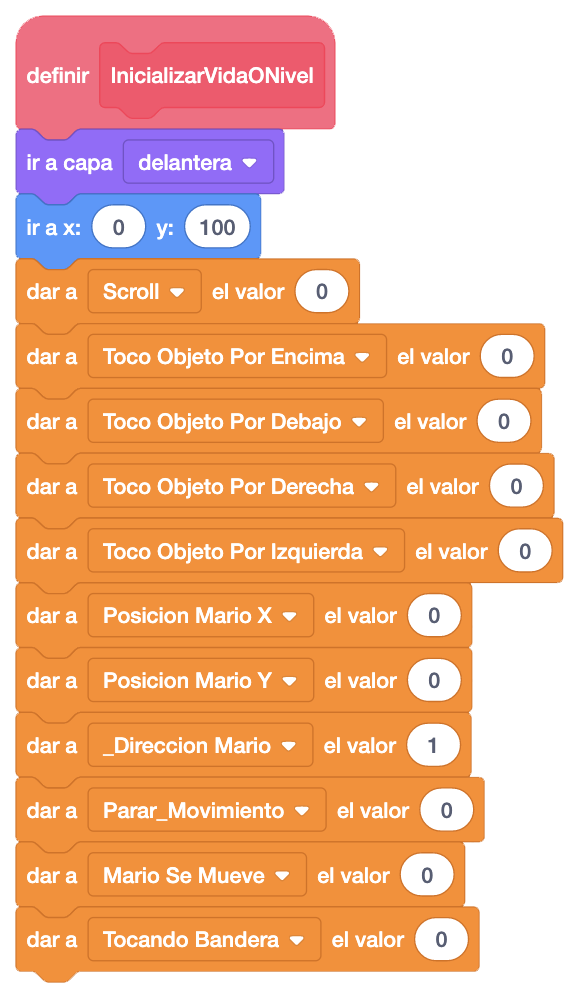 definir InicializarVidaONivel
ir a capa delantera
ir a x: 0 y: 100
dar a Scroll el valor 0
dar a Toco Objeto Por Encima el valor 0
dar a Toco Objeto Por Debajo el valor 0
dar a Toco Objeto Por Derecha el valor 0
dar a Toco Objeto Por Izquierda el valor 0
dar a Posicion Mario X el valor 0
dar a Posicion Mario Y el valor 0
dar a _Direccion Mario el valor 1
dar a Parar_Movimiento el valor 0
dar a Mario Se Mueve el valor 0
dar a Tocando Bandera el valor 0